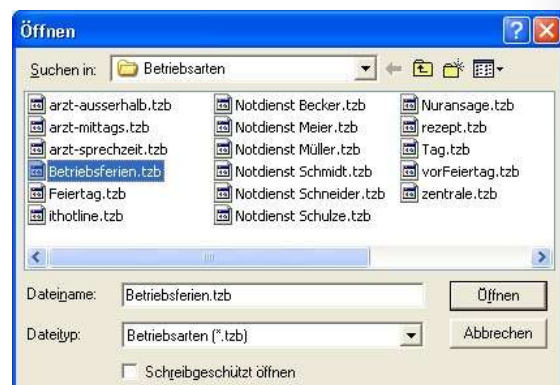 Öffnen
Suchen in: Betriebsarten
arzt-ausserhalb.tzb Notdienst Becker.tzb Nuransage.tzb
arzt-mittags.tzb Notdienst Meier.tzb rezept.tzb
arzt-sprechzeit.tzb Notdienst Müller.tzb Tag.tzb
Betriebsferien.tzb Notdienst Schmidt.tzb vorFeiertag.tzb
Feiertag.tzb Notdienst Schneider.tzb zentrale.tzb
ithotline.tzb Notdienst Schulze.tzb
Dateiname: Betriebsferien.tzb Öffnen
Dateityp: Betriebsarten (*.tzb) Abbrechen
Schreibgeschützt öffnen